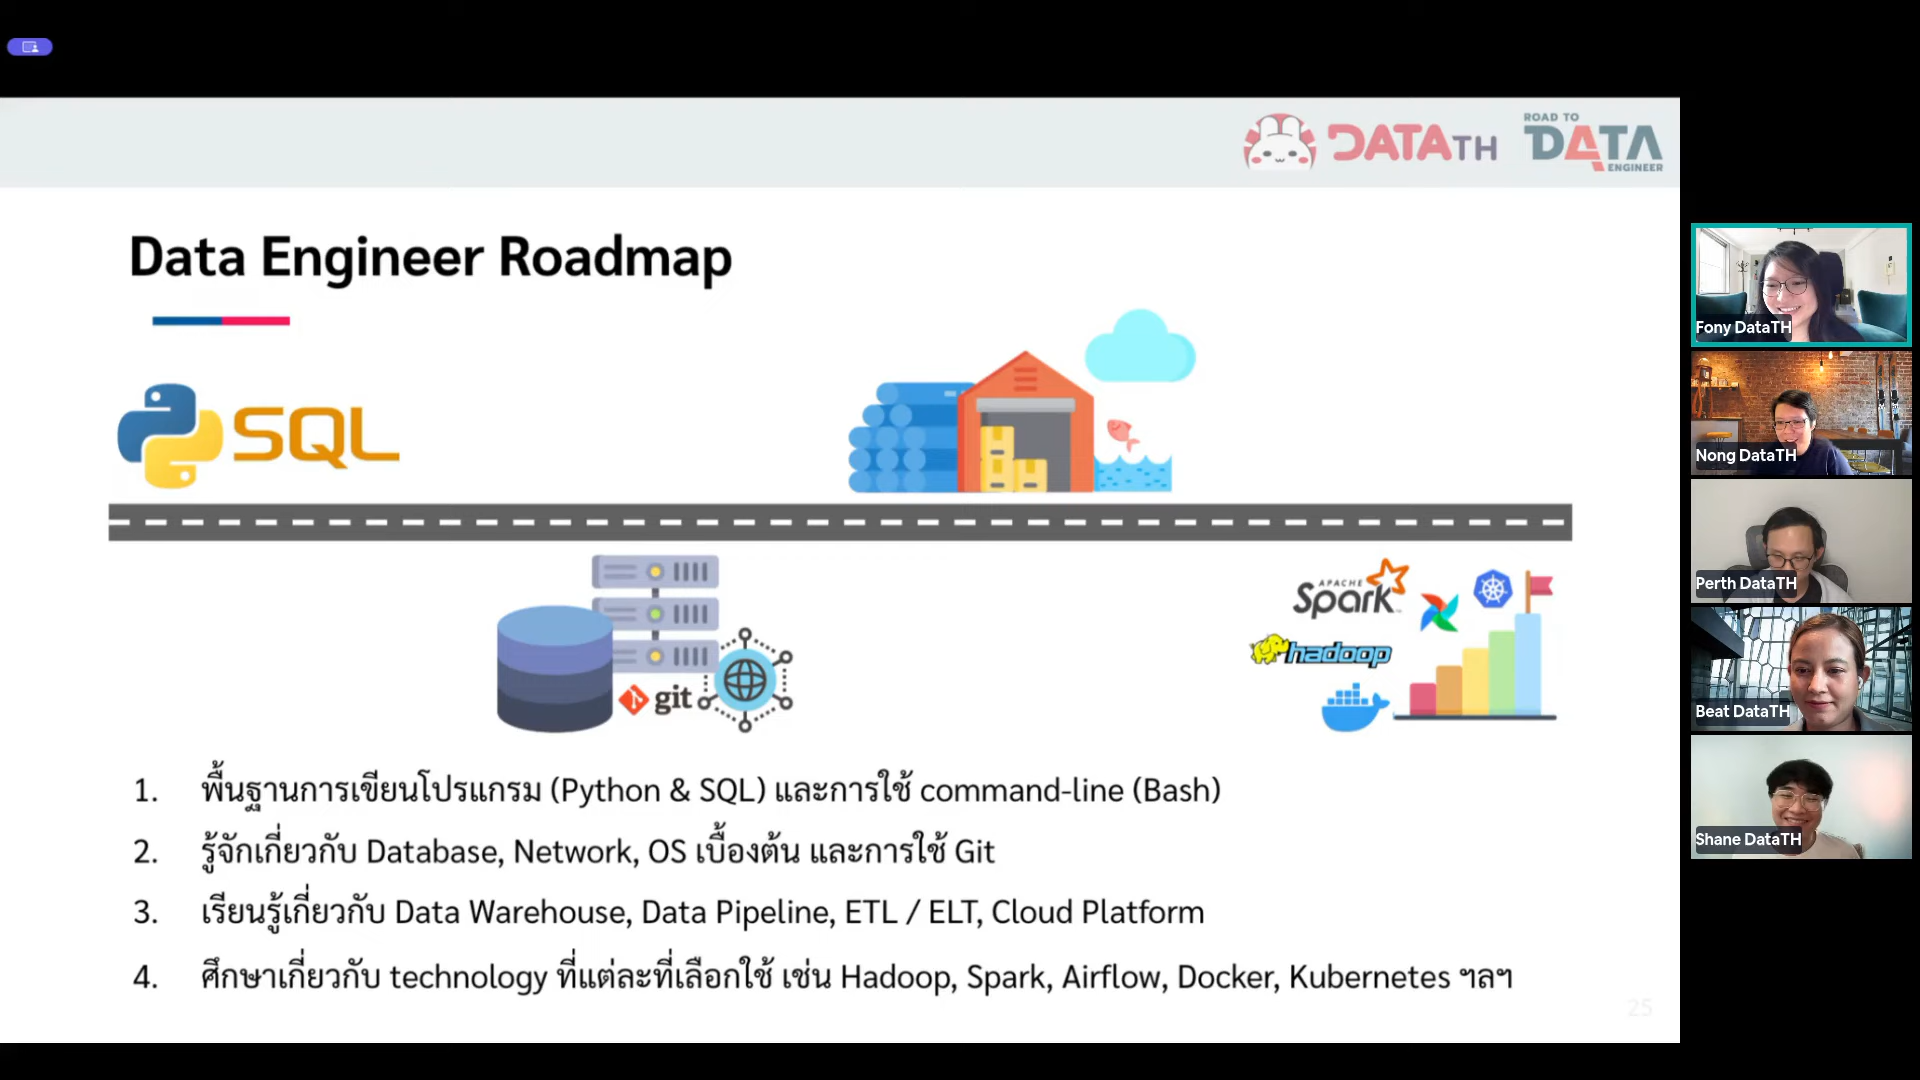 DATA TH
ROAD TO
DATA
ENGINEER
Data Engineer Roadmap
SQL
APACHE
Spark
hadoop
git
1. พื้นฐานการเขียนโปรแกรม (Python & SQL) และการใช้ command-line (Bash)
2. รู้จักเกี่ยวกับ Database, Network, OS เบื้องต้น และการใช้ Git
3. เรียนรู้เกี่ยวกับ Data Warehouse, Data Pipeline, ETL / ELT, Cloud Platform
4. ศึกษาเกี่ยวกับ technology ที่แต่ละที่เลือกใช้ เช่น Hadoop, Spark, Airflow, Docker, Kubernetes ฯลฯ
25
Fony DataTH
Nong DataTH
Perth DataTH
Beat DataTH
Shane DataTH